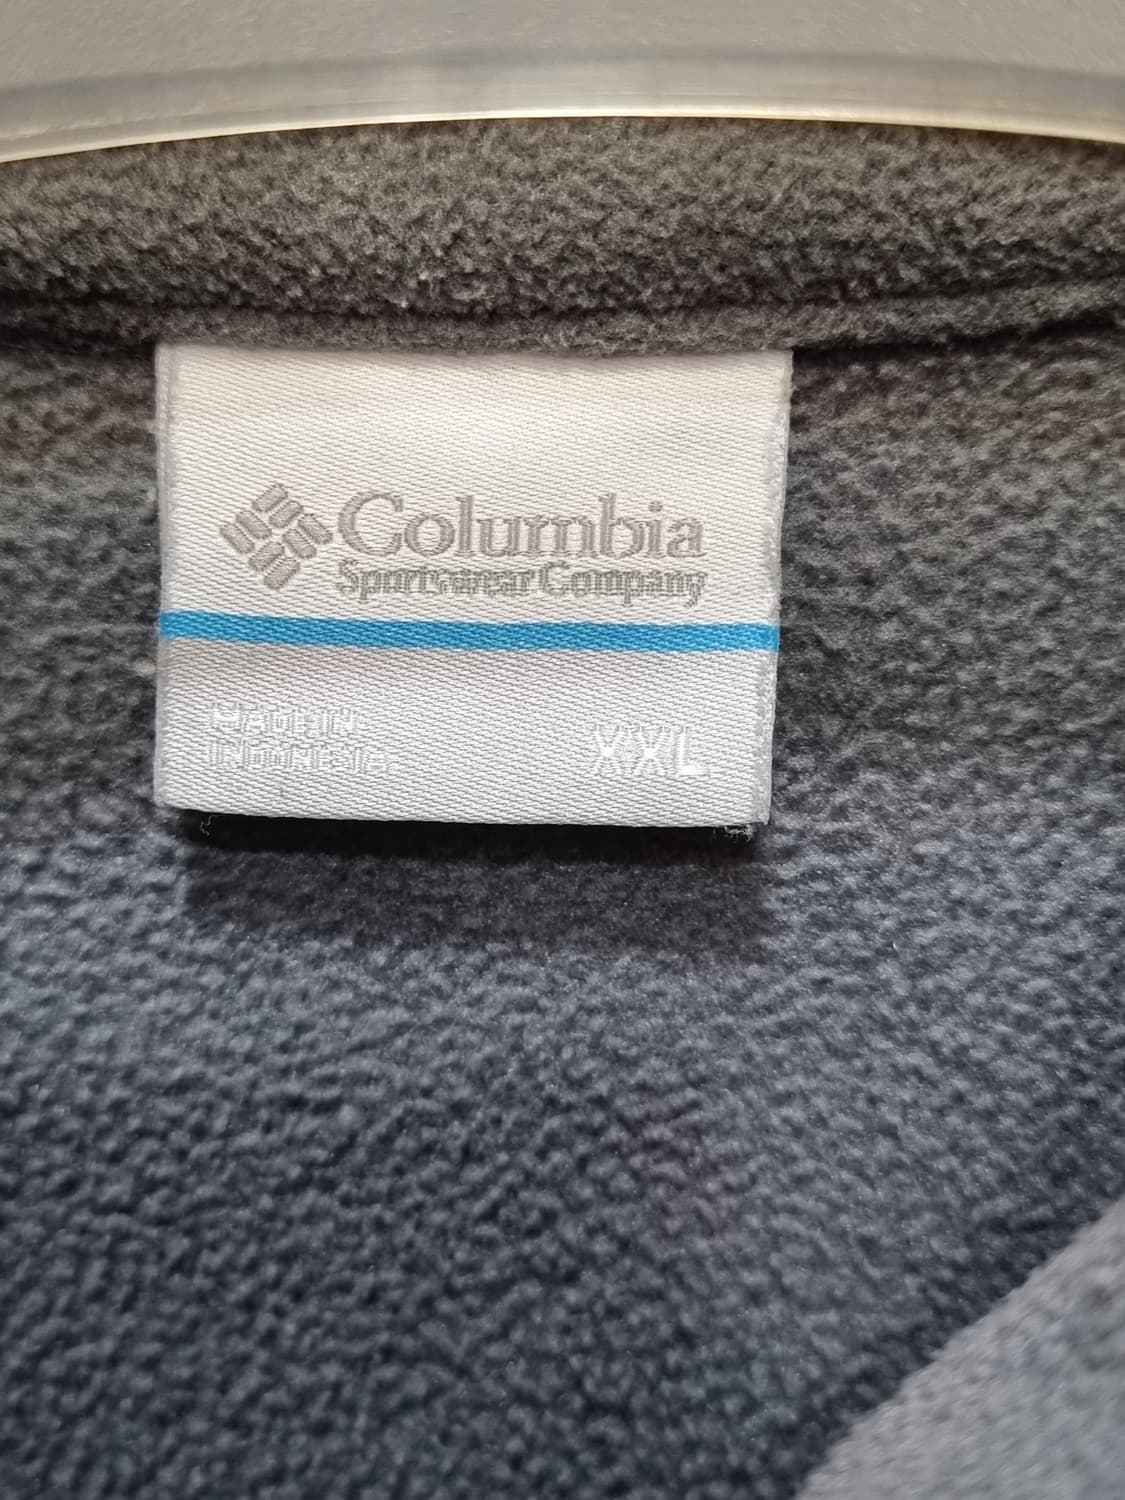 Columbia
Sportswear Company
MADE IN
INDONESIA
XXL